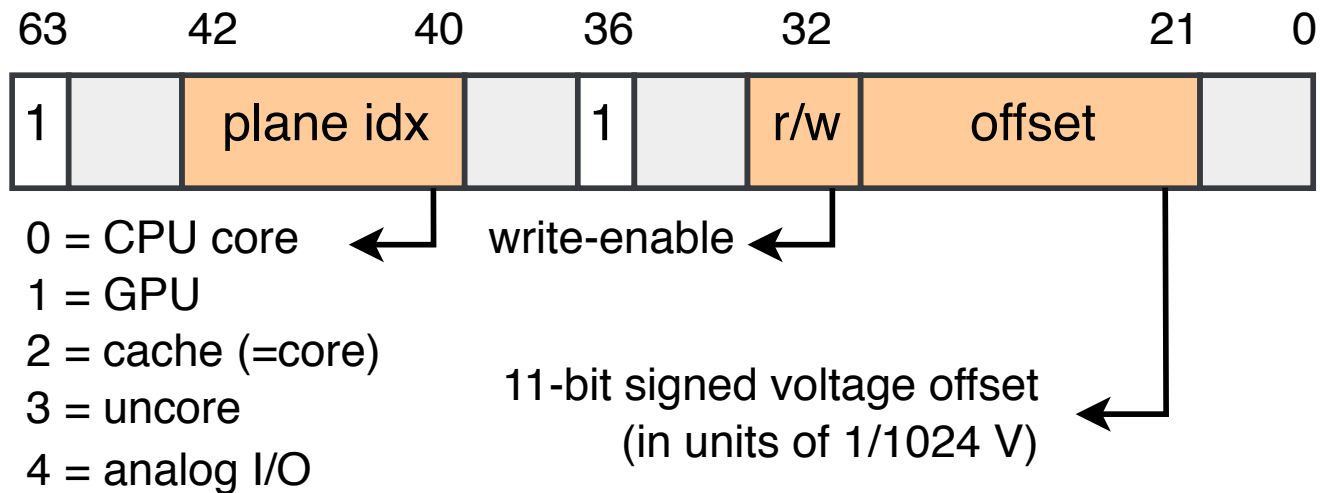 63 42 40 36 32 21 0
1 plane idx 1 r/w offset
0 = CPU core write-enable
1 = GPU
2 = cache (=core)
3 = uncore
4 = analog I/O
11-bit signed voltage offset
(in units of 1/1024 V)